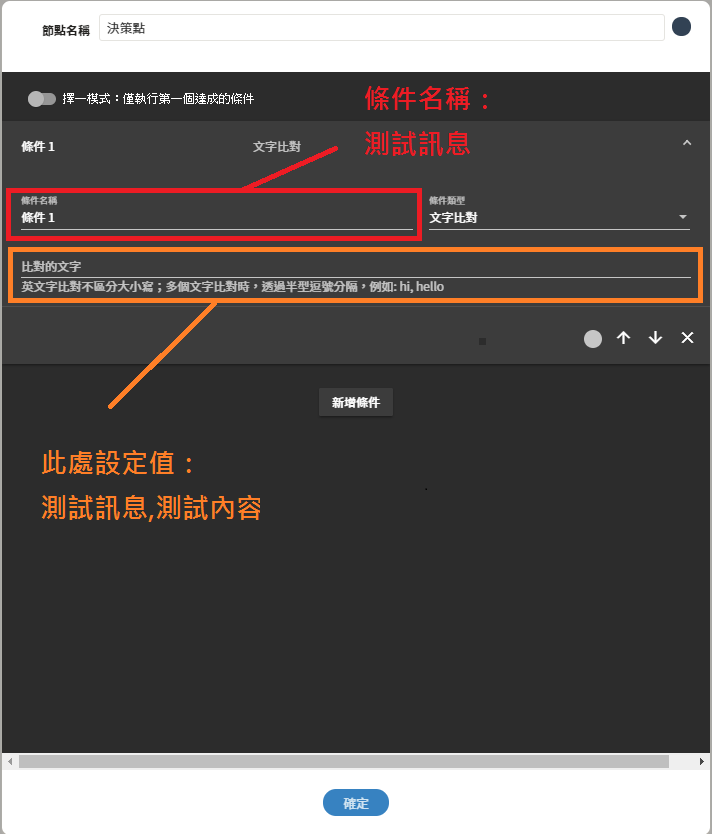 節點名稱 決策點
擇一模式：僅執行第一個達成的條件
條件名稱：
測試訊息
條件 1 文字比對
條件名稱 條件類型
條件 1 文字比對
比對的文字
英文字比對不區分大小寫；多個文字比對時，透過半型逗號分隔，例如: hi, hello
新增條件
此處設定值：
測試訊息,測試內容
確定